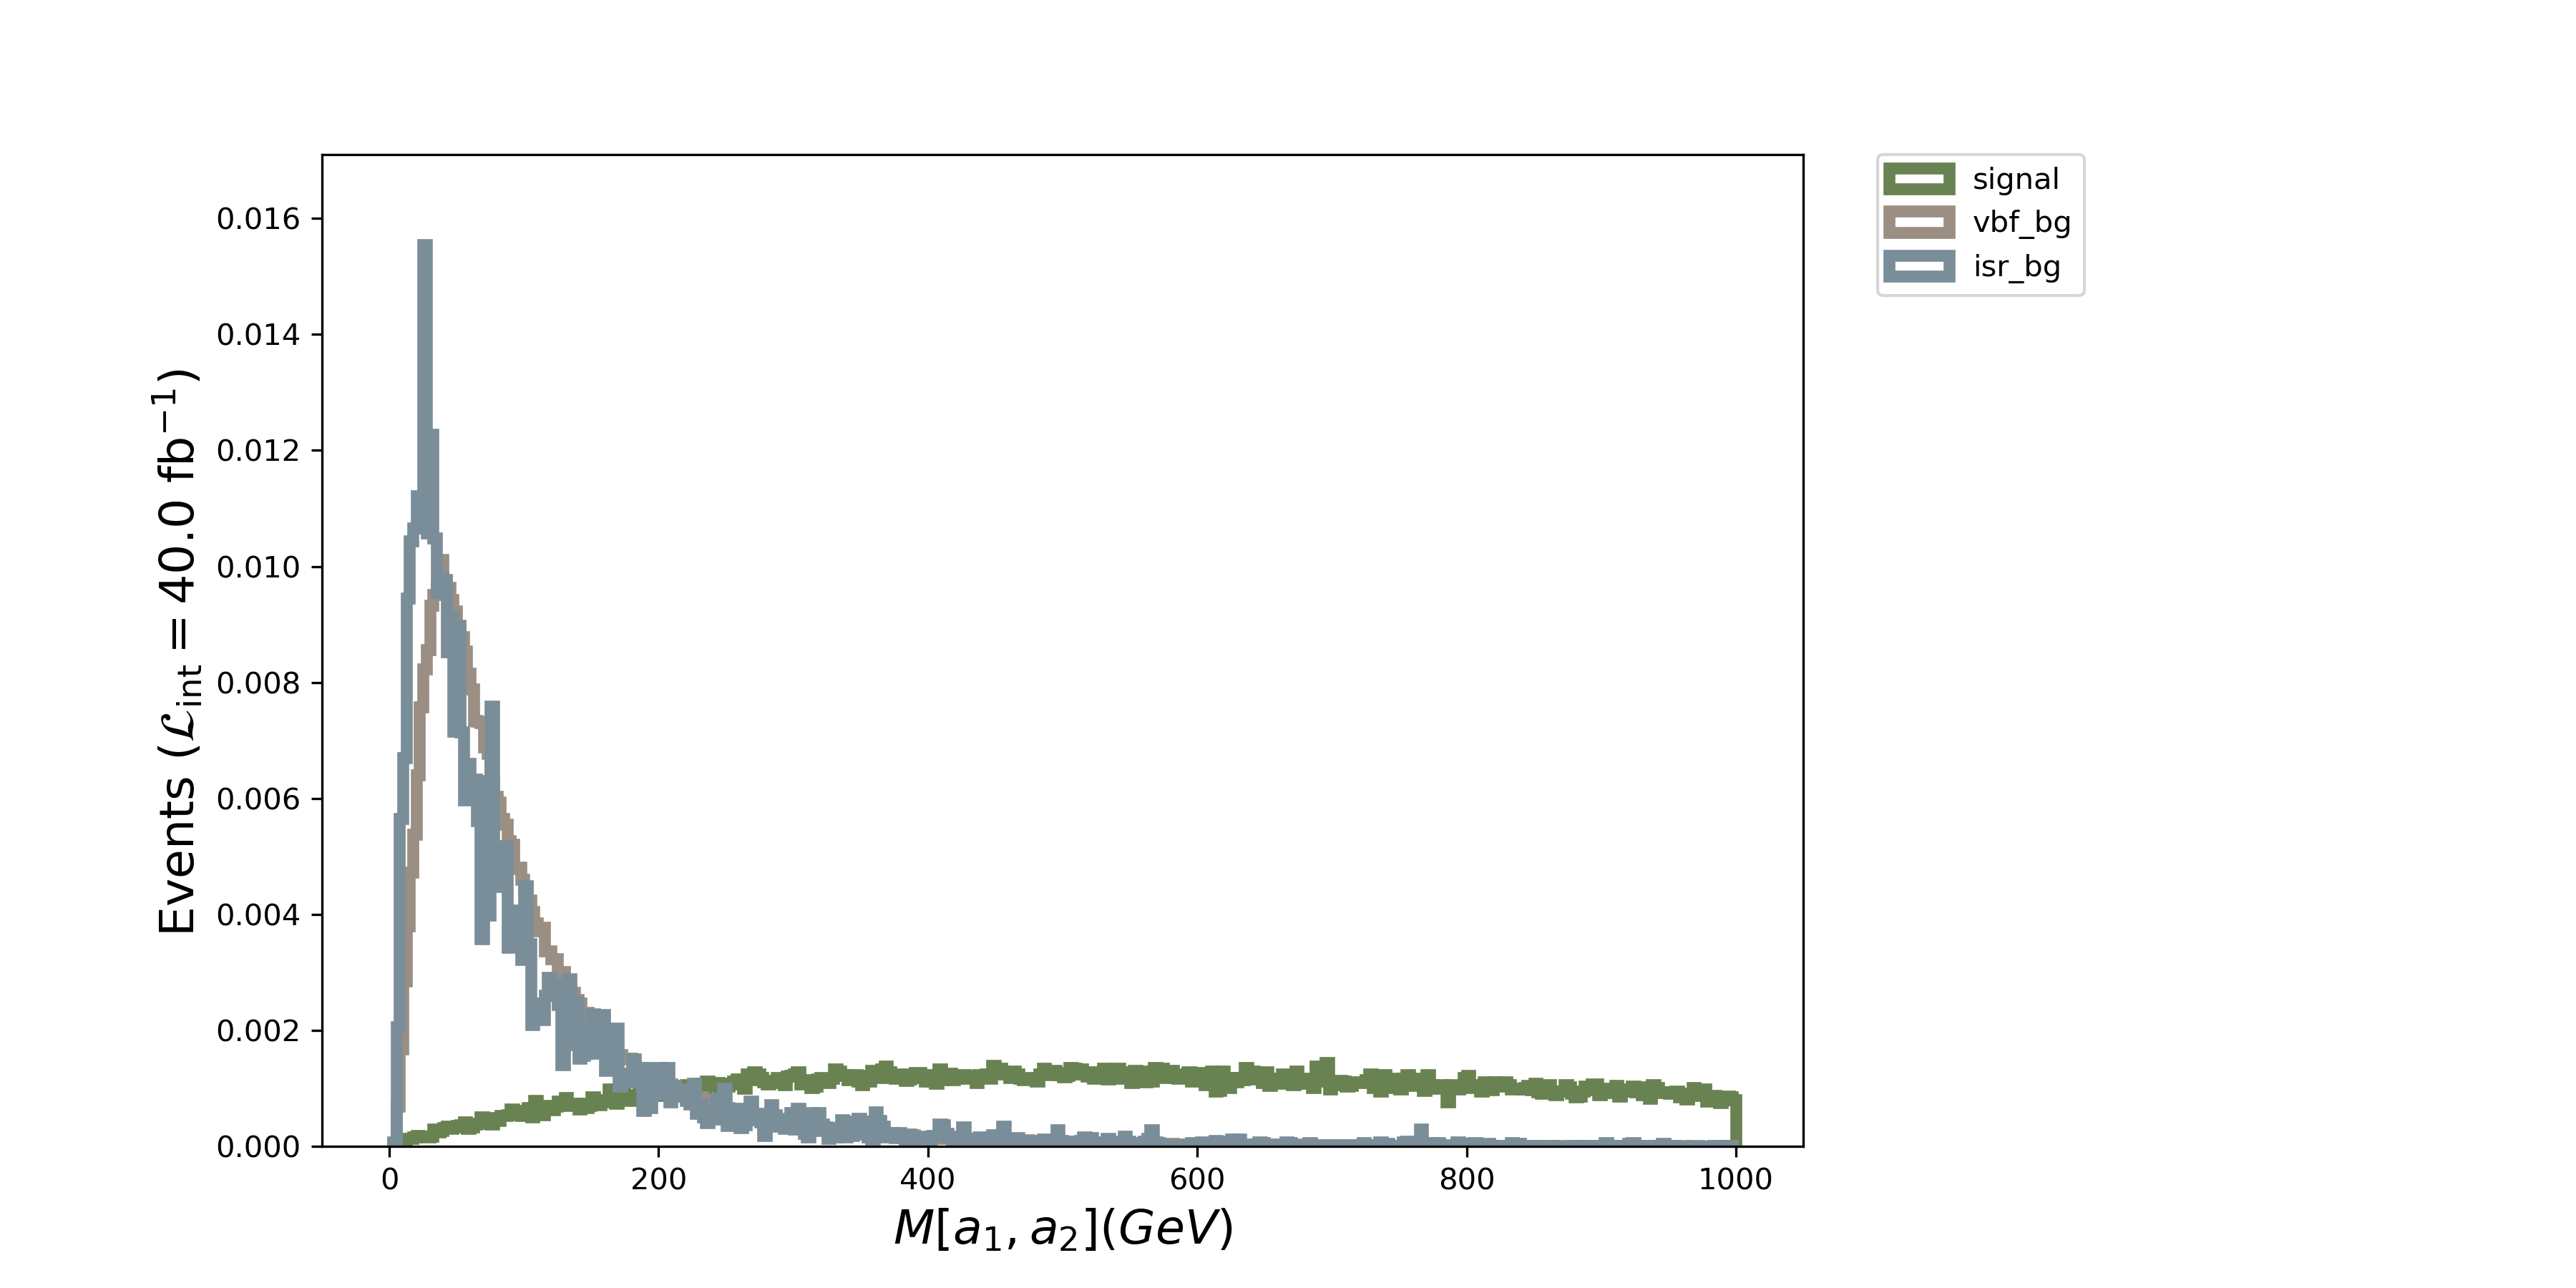 signal
vbf_bg
isr_bg
0.016
0.014
0.012
0.010
0.008
0.006
0.004
0.002
0.000
Events (ℒ_int = 40.0 fb⁻¹)
0 200 400 600 800 1000
M[a₁, a₂](GeV)